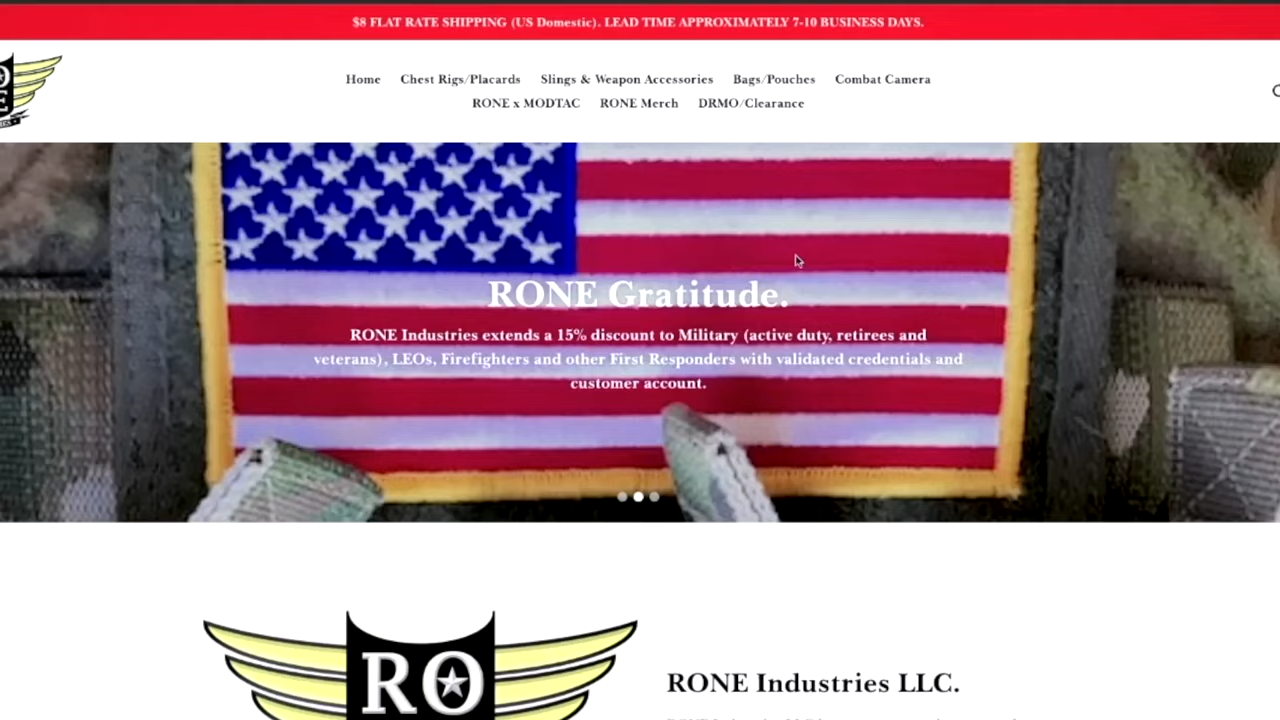 $8 FLAT RATE SHIPPING (US Domestic). LEAD TIME APPROXIMATELY 7-10 BUSINESS DAYS.
Home Chest Rigs/Placards Slings & Weapon Accessories Bags/Pouches Combat Camera
RONE x MODTAC RONE Merch DRMO/Clearance
RONE Gratitude.
RONE Industries extends a 15% discount to Military (active duty, retirees and
veterans), LEOs, Firefighters and other First Responders with validated credentials and
customer account.
RO
RONE Industries LLC.